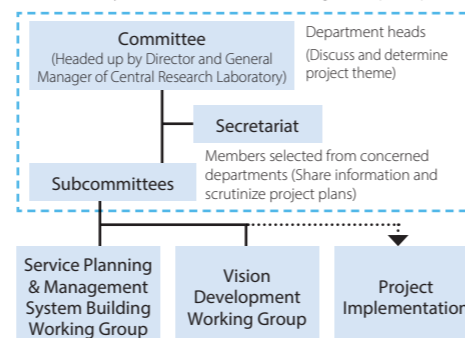 Committee
(Headed up by Director and General
Manager of Central Research Laboratory)
Department heads
(Discuss and determine
project theme)
Secretariat
Members selected from concerned
departments (Share information and
scrutinize project plans)
Subcommittees
Service Planning
& Management
System Building
Working Group
Vision
Development
Working Group
Project
Implementation